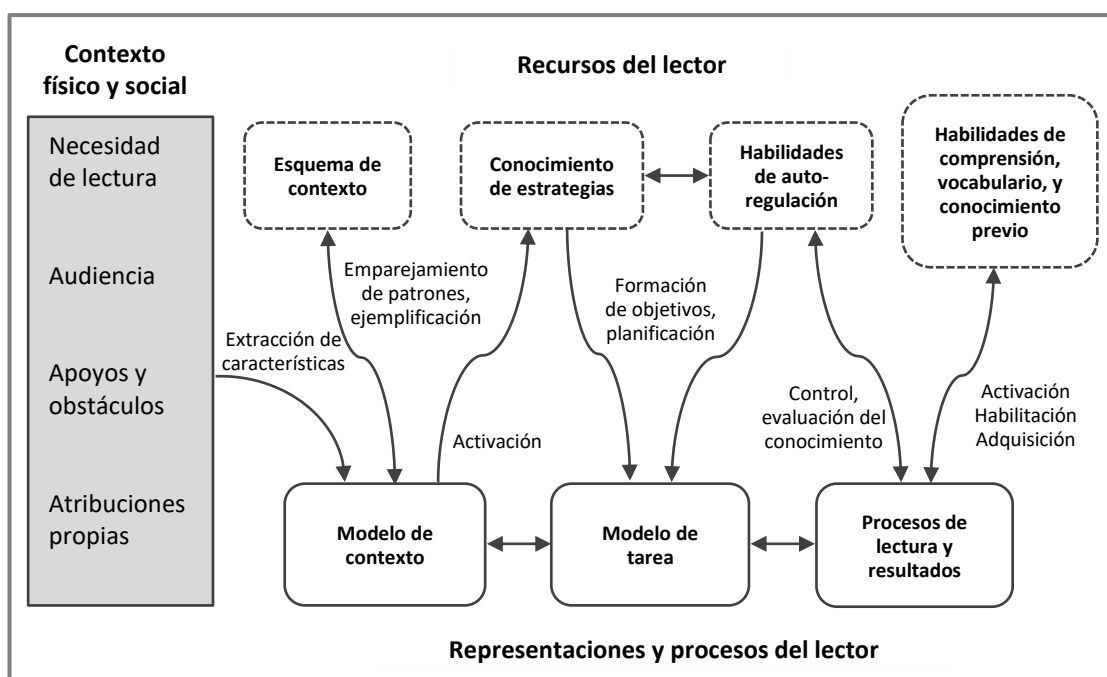 Contexto
físico y social
Recursos del lector
Necesidad
de lectura
Audiencia
Apoyos y
obstáculos
Atribuciones
propias
Esquema de
contexto
Conocimiento
de estrategias
Habilidades
de auto-
regulación
Habilidades de
comprensión,
vocabulario, y
conocimiento
previo
Extracción de
características
Emparejamiento
de patrones,
ejemplificación
Activación
Formación
de objetivos,
planificación
Control,
evaluación del
conocimiento
Activación
Habilitación
Adquisición
Modelo de
contexto
Modelo de
tarea
Procesos de
lectura y
resultados
Representaciones y procesos del lector